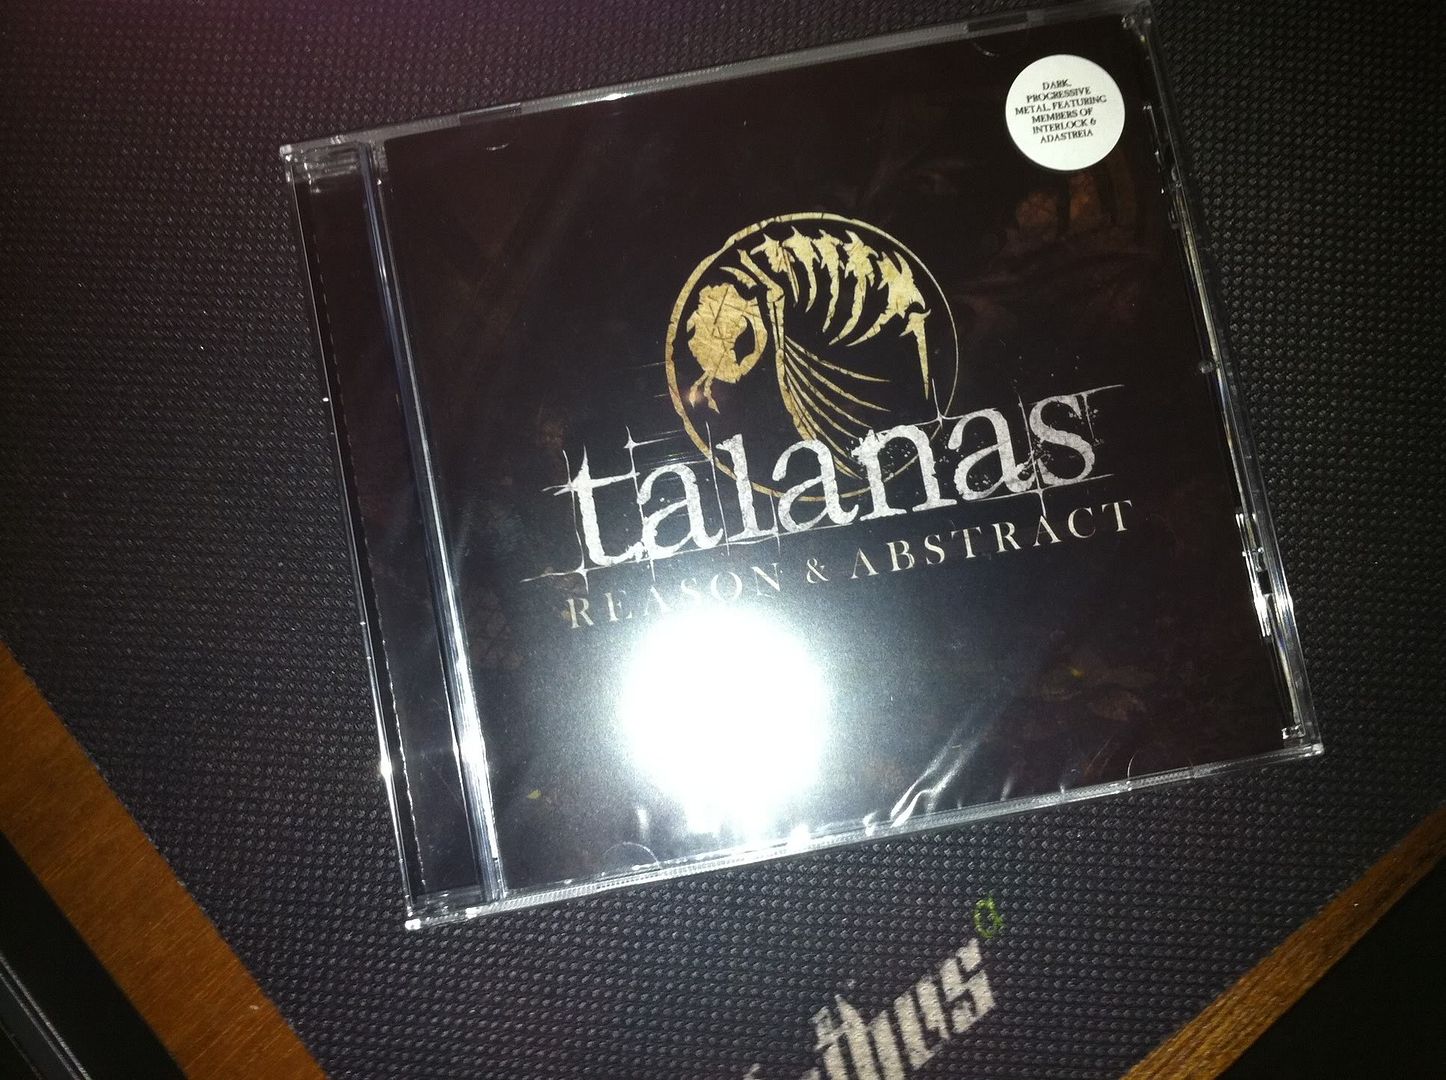 DARK,
PROGRESSIVE
METAL. FEATURING
MEMBERS OF
INTERLOCK &
ADASTREIA
talanas
REASON & ABSTRACT